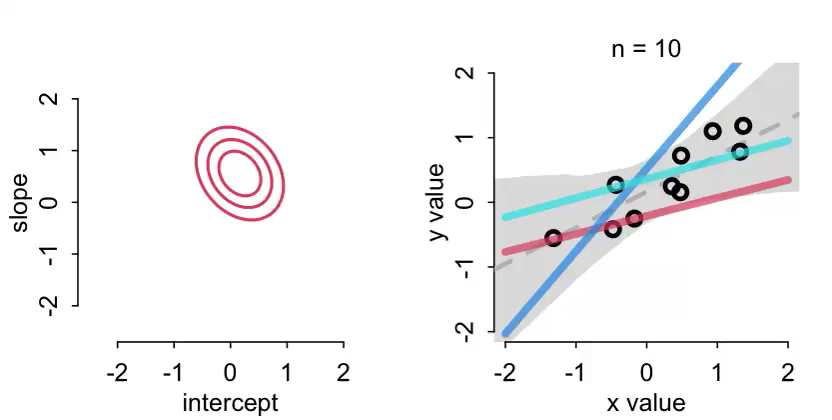 2
1
0
-1
-2
slope
-2 -1 0 1 2
intercept
n = 10
2
1
0
-1
-2
y value
-2 -1 0 1 2
x value